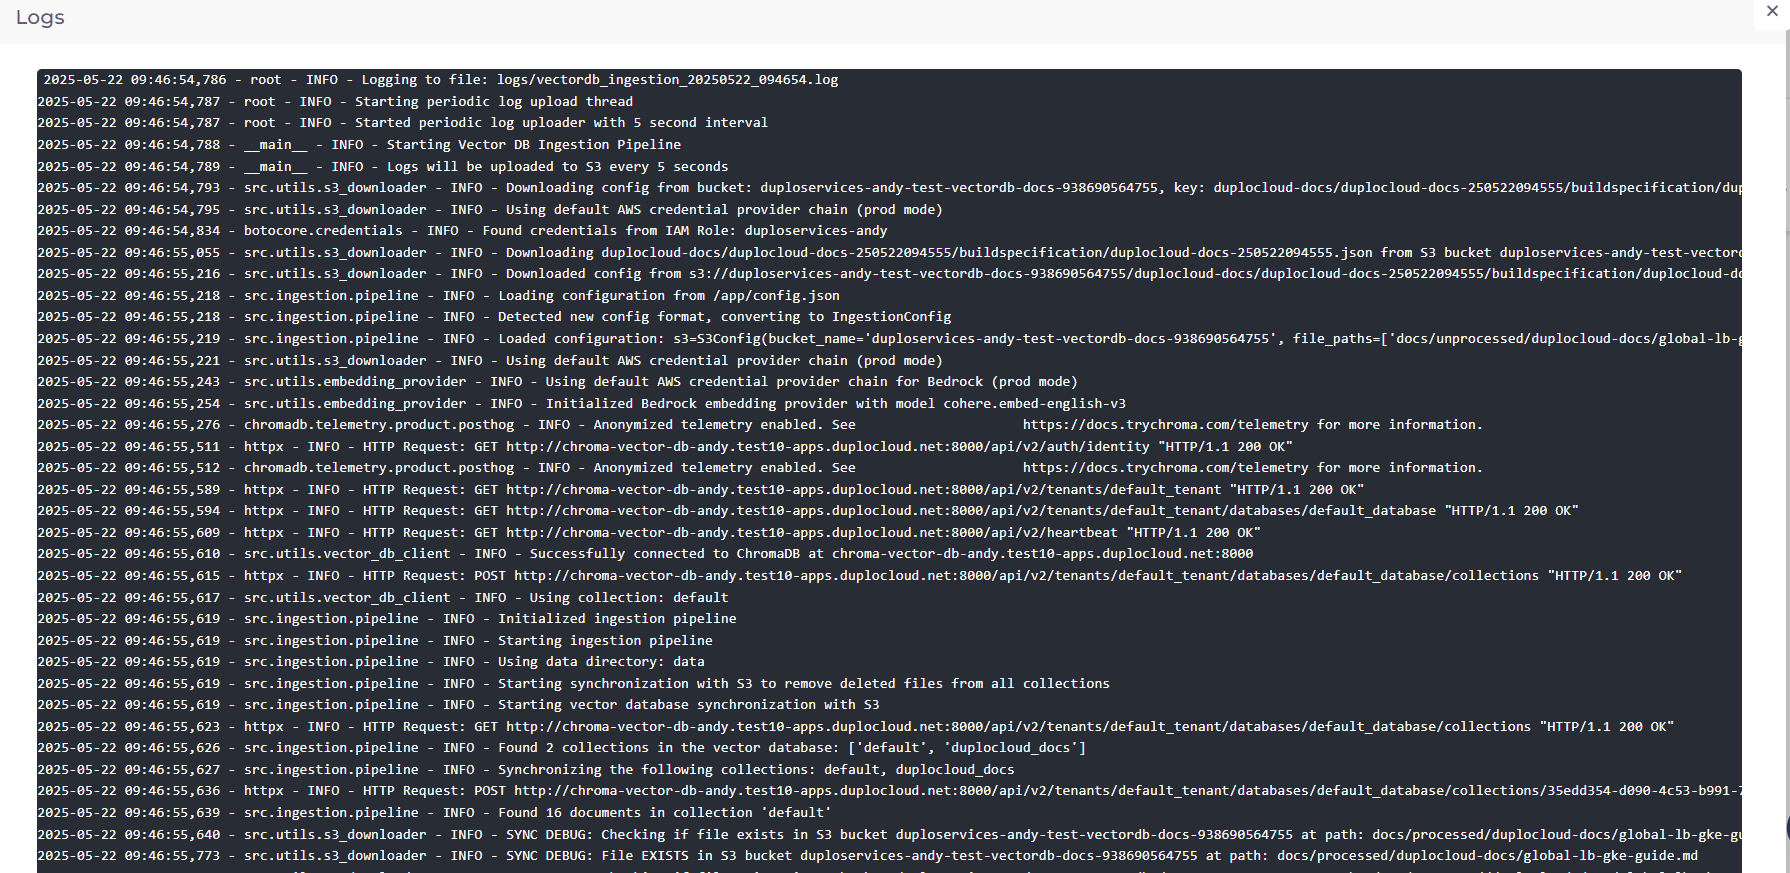 Logs
×
2025-05-22 09:46:54,786 - root - INFO - Logging to file: logs/vectordb_ingestion_20250522_094654.log
2025-05-22 09:46:54,787 - root - INFO - Starting periodic log upload thread
2025-05-22 09:46:54,787 - root - INFO - Started periodic log uploader with 5 second interval
2025-05-22 09:46:54,788 - __main__ - INFO - Starting Vector DB Ingestion Pipeline
2025-05-22 09:46:54,789 - __main__ - INFO - Logs will be uploaded to S3 every 5 seconds
2025-05-22 09:46:54,793 - src.utils.s3_downloader - INFO - Downloading config from bucket: duploservices-andy-test-vectordb-docs-938690564755, key: duplocloud-docs/duplocloud-docs-250522094555/buildspecification/dup
2025-05-22 09:46:54,795 - src.utils.s3_downloader - INFO - Using default AWS credential provider chain (prod mode)
2025-05-22 09:46:54,834 - botocore.credentials - INFO - Found credentials from IAM Role: duploservices-andy
2025-05-22 09:46:55,055 - src.utils.s3_downloader - INFO - Downloading duplocloud-docs/duplocloud-docs-250522094555/buildspecification/duplocloud-docs-250522094555.json from S3 bucket duploservices-andy-test-vectord
2025-05-22 09:46:55,216 - src.utils.s3_downloader - INFO - Downloaded config from s3://duploservices-andy-test-vectordb-docs-938690564755/duplocloud-docs/duplocloud-docs-250522094555/buildspecification/duplocloud-do
2025-05-22 09:46:55,218 - src.ingestion.pipeline - INFO - Loading configuration from /app/config.json
2025-05-22 09:46:55,218 - src.ingestion.pipeline - INFO - Detected new config format, converting to IngestionConfig
2025-05-22 09:46:55,219 - src.ingestion.pipeline - INFO - Loaded configuration: s3=S3Config(bucket_name='duploservices-andy-test-vectordb-docs-938690564755', file_paths=['docs/unprocessed/duplocloud-docs/global-lb-g
2025-05-22 09:46:55,221 - src.utils.s3_downloader - INFO - Using default AWS credential provider chain (prod mode)
2025-05-22 09:46:55,243 - src.utils.embedding_provider - INFO - Using default AWS credential provider chain for Bedrock (prod mode)
2025-05-22 09:46:55,254 - src.utils.embedding_provider - INFO - Initialized Bedrock embedding provider with model cohere.embed-english-v3
2025-05-22 09:46:55,276 - chromadb.telemetry.product.posthog - INFO - Anonymized telemetry enabled. See                     https://docs.trychroma.com/telemetry for more information.
2025-05-22 09:46:55,511 - httpx - INFO - HTTP Request: GET http://chroma-vector-db-andy.test10-apps.duplocloud.net:8000/api/v2/auth/identity "HTTP/1.1 200 OK"
2025-05-22 09:46:55,512 - chromadb.telemetry.product.posthog - INFO - Anonymized telemetry enabled. See                     https://docs.trychroma.com/telemetry for more information.
2025-05-22 09:46:55,589 - httpx - INFO - HTTP Request: GET http://chroma-vector-db-andy.test10-apps.duplocloud.net:8000/api/v2/tenants/default_tenant "HTTP/1.1 200 OK"
2025-05-22 09:46:55,594 - httpx - INFO - HTTP Request: GET http://chroma-vector-db-andy.test10-apps.duplocloud.net:8000/api/v2/tenants/default_tenant/databases/default_database "HTTP/1.1 200 OK"
2025-05-22 09:46:55,609 - httpx - INFO - HTTP Request: GET http://chroma-vector-db-andy.test10-apps.duplocloud.net:8000/api/v2/heartbeat "HTTP/1.1 200 OK"
2025-05-22 09:46:55,610 - src.utils.vector_db_client - INFO - Successfully connected to ChromaDB at chroma-vector-db-andy.test10-apps.duplocloud.net:8000
2025-05-22 09:46:55,615 - httpx - INFO - HTTP Request: POST http://chroma-vector-db-andy.test10-apps.duplocloud.net:8000/api/v2/tenants/default_tenant/databases/default_database/collections "HTTP/1.1 200 OK"
2025-05-22 09:46:55,617 - src.utils.vector_db_client - INFO - Using collection: default
2025-05-22 09:46:55,619 - src.ingestion.pipeline - INFO - Initialized ingestion pipeline
2025-05-22 09:46:55,619 - src.ingestion.pipeline - INFO - Starting ingestion pipeline
2025-05-22 09:46:55,619 - src.ingestion.pipeline - INFO - Using data directory: data
2025-05-22 09:46:55,619 - src.ingestion.pipeline - INFO - Starting synchronization with S3 to remove deleted files from all collections
2025-05-22 09:46:55,619 - src.ingestion.pipeline - INFO - Starting vector database synchronization with S3
2025-05-22 09:46:55,623 - httpx - INFO - HTTP Request: GET http://chroma-vector-db-andy.test10-apps.duplocloud.net:8000/api/v2/tenants/default_tenant/databases/default_database/collections "HTTP/1.1 200 OK"
2025-05-22 09:46:55,626 - src.ingestion.pipeline - INFO - Found 2 collections in the vector database: ['default', 'duplocloud_docs']
2025-05-22 09:46:55,627 - src.ingestion.pipeline - INFO - Synchronizing the following collections: default, duplocloud_docs
2025-05-22 09:46:55,636 - httpx - INFO - HTTP Request: POST http://chroma-vector-db-andy.test10-apps.duplocloud.net:8000/api/v2/tenants/default_tenant/databases/default_database/collections/35edd354-d090-4c53-b991-7
2025-05-22 09:46:55,639 - src.ingestion.pipeline - INFO - Found 16 documents in collection 'default'
2025-05-22 09:46:55,640 - src.utils.s3_downloader - INFO - SYNC DEBUG: Checking if file exists in S3 bucket duploservices-andy-test-vectordb-docs-938690564755 at path: docs/processed/duplocloud-docs/global-lb-gke-gu
2025-05-22 09:46:55,773 - src.utils.s3_downloader - INFO - SYNC DEBUG: File EXISTS in S3 bucket duploservices-andy-test-vectordb-docs-938690564755 at path: docs/processed/duplocloud-docs/global-lb-gke-guide.md